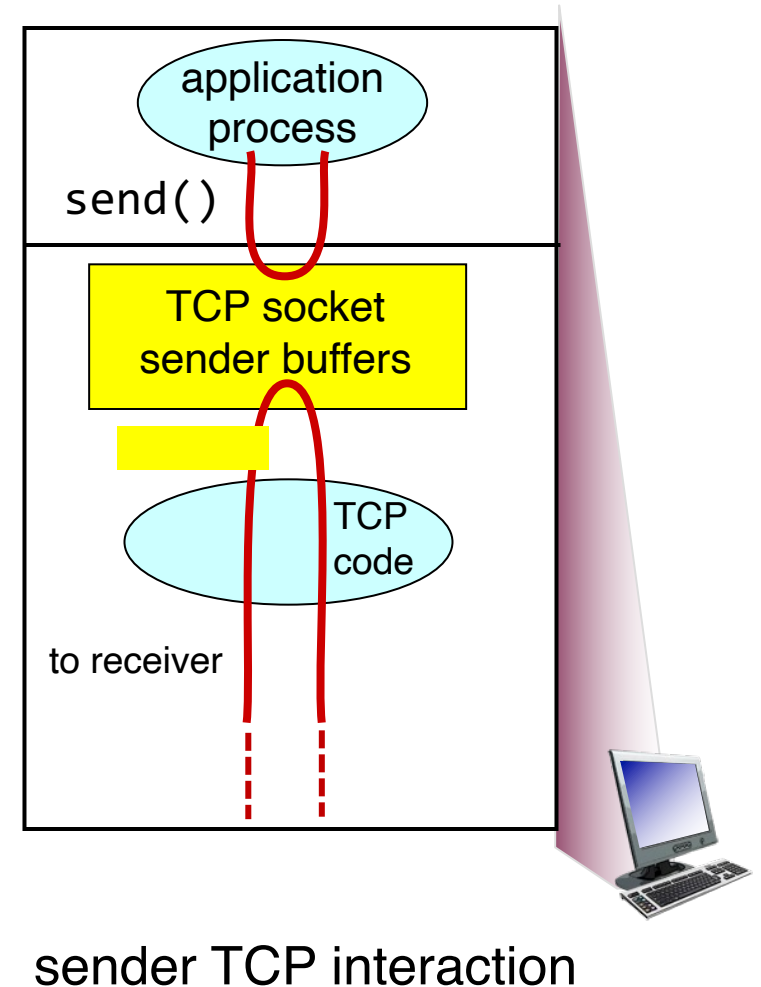 application
process
send()
TCP socket
sender buffers
TCP
code
to receiver
sender TCP interaction